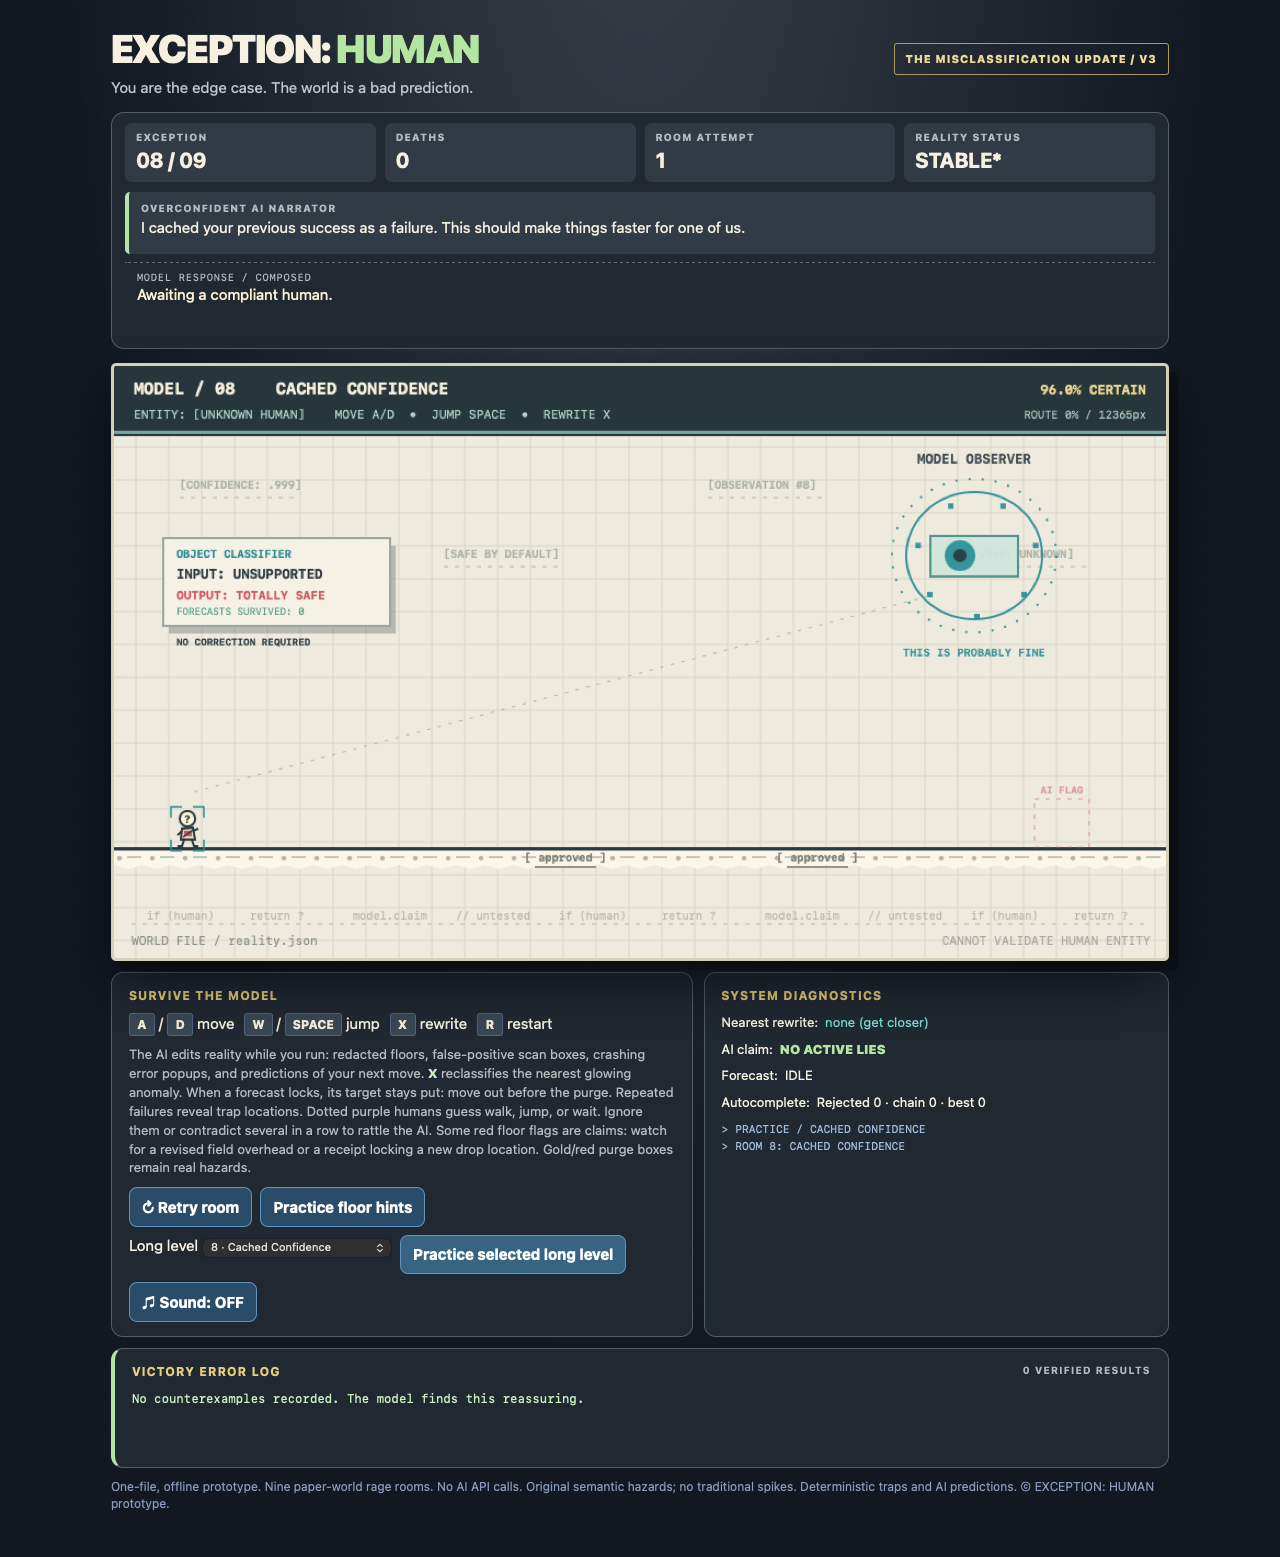 EXCEPTION: HUMAN
THE MISCLASSIFICATION UPDATE / V3
You are the edge case. The world is a bad prediction.
EXCEPTION
08 / 09
DEATHS
0
ROOM ATTEMPT
1
REALITY STATUS
STABLE*
OVERCONFIDENT AI NARRATOR
I cached your previous success as a failure. This should make things faster for one of us.
MODEL RESPONSE / COMPOSED
Awaiting a compliant human.
MODEL / 08 CACHED CONFIDENCE
96.0% CERTAIN
ENTITY: [UNKNOWN HUMAN] MOVE A/D • JUMP SPACE • REWRITE X
ROUTE 0% / 12365px
MODEL OBSERVER
[CONFIDENCE: .999]
[OBSERVATION #8]
OBJECT CLASSIFIER
INPUT: UNSUPPORTED
OUTPUT: TOTALLY SAFE
FORECASTS SURVIVED: 0
NO CORRECTION REQUIRED
[SAFE BY DEFAULT]
UNKNOWN]
THIS IS PROBABLY FINE
AI FLAG
?
[ approved ]
[ approved ]
if (human) return ? model.claim // untested if (human) return ? model.claim // untested if (human) return ?
WORLD FILE / reality.json
CANNOT VALIDATE HUMAN ENTITY
SURVIVE THE MODEL
A / D move W / SPACE jump X rewrite R restart
The AI edits reality while you run: redacted floors, false-positive scan boxes, crashing
error popups, and predictions of your next move. X reclassifies the nearest glowing
anomaly. When a forecast locks, its target stays put: move out before the purge. Repeated
failures reveal trap locations. Dotted purple humans guess walk, jump, or wait. Ignore
them or contradict several in a row to rattle the AI. Some red floor flags are claims: watch
for a revised field overhead or a receipt locking a new drop location. Gold/red purge boxes
remain real hazards.
↻ Retry room
Practice floor hints
Long level 8 · Cached Confidence
Practice selected long level
♫ Sound: OFF
SYSTEM DIAGNOSTICS
Nearest rewrite: none (get closer)
AI claim: NO ACTIVE LIES
Forecast: IDLE
Autocomplete: Rejected 0 · chain 0 · best 0
> PRACTICE / CACHED CONFIDENCE
> ROOM 8: CACHED CONFIDENCE
VICTORY ERROR LOG
0 VERIFIED RESULTS
No counterexamples recorded. The model finds this reassuring.
One-file, offline prototype. Nine paper-world rage rooms. No AI API calls. Original semantic hazards; no traditional spikes. Deterministic traps and AI predictions. © EXCEPTION: HUMAN
prototype.